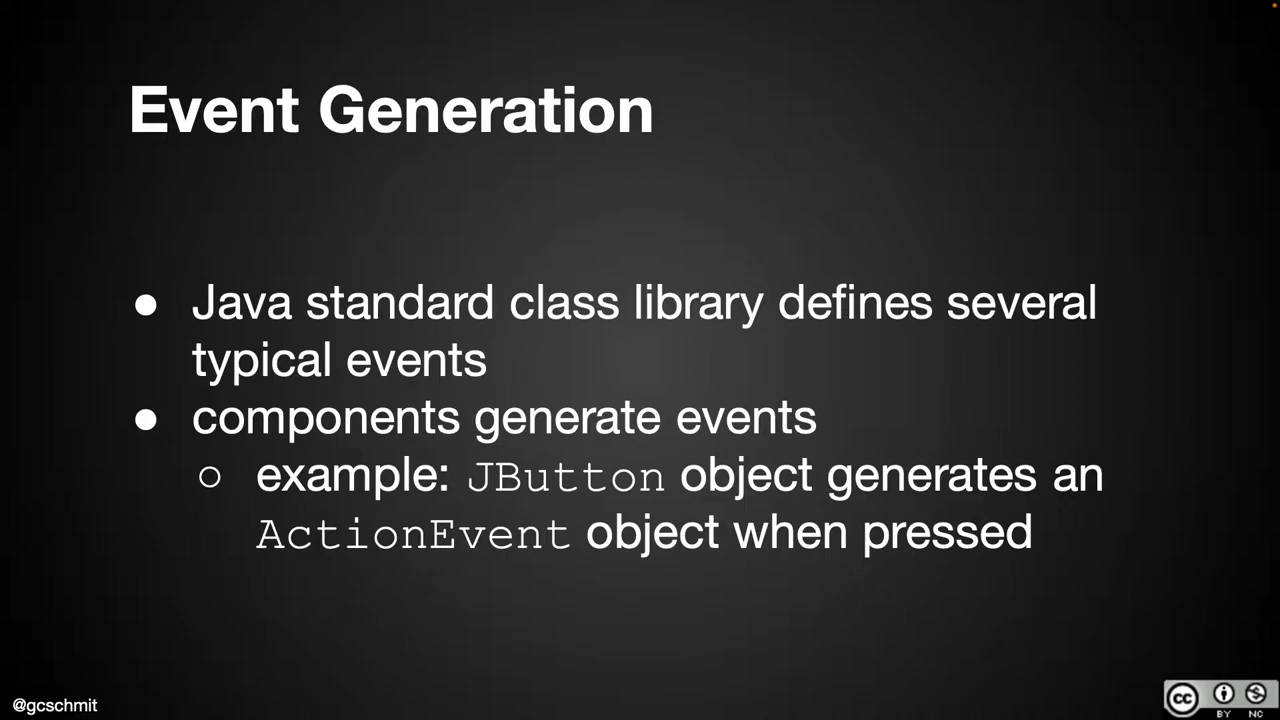 Event Generation
● Java standard class library defines several
typical events
● components generate events
○ example: JButton object generates an
ActionEvent object when pressed
@gcschmit
cc
BY NC